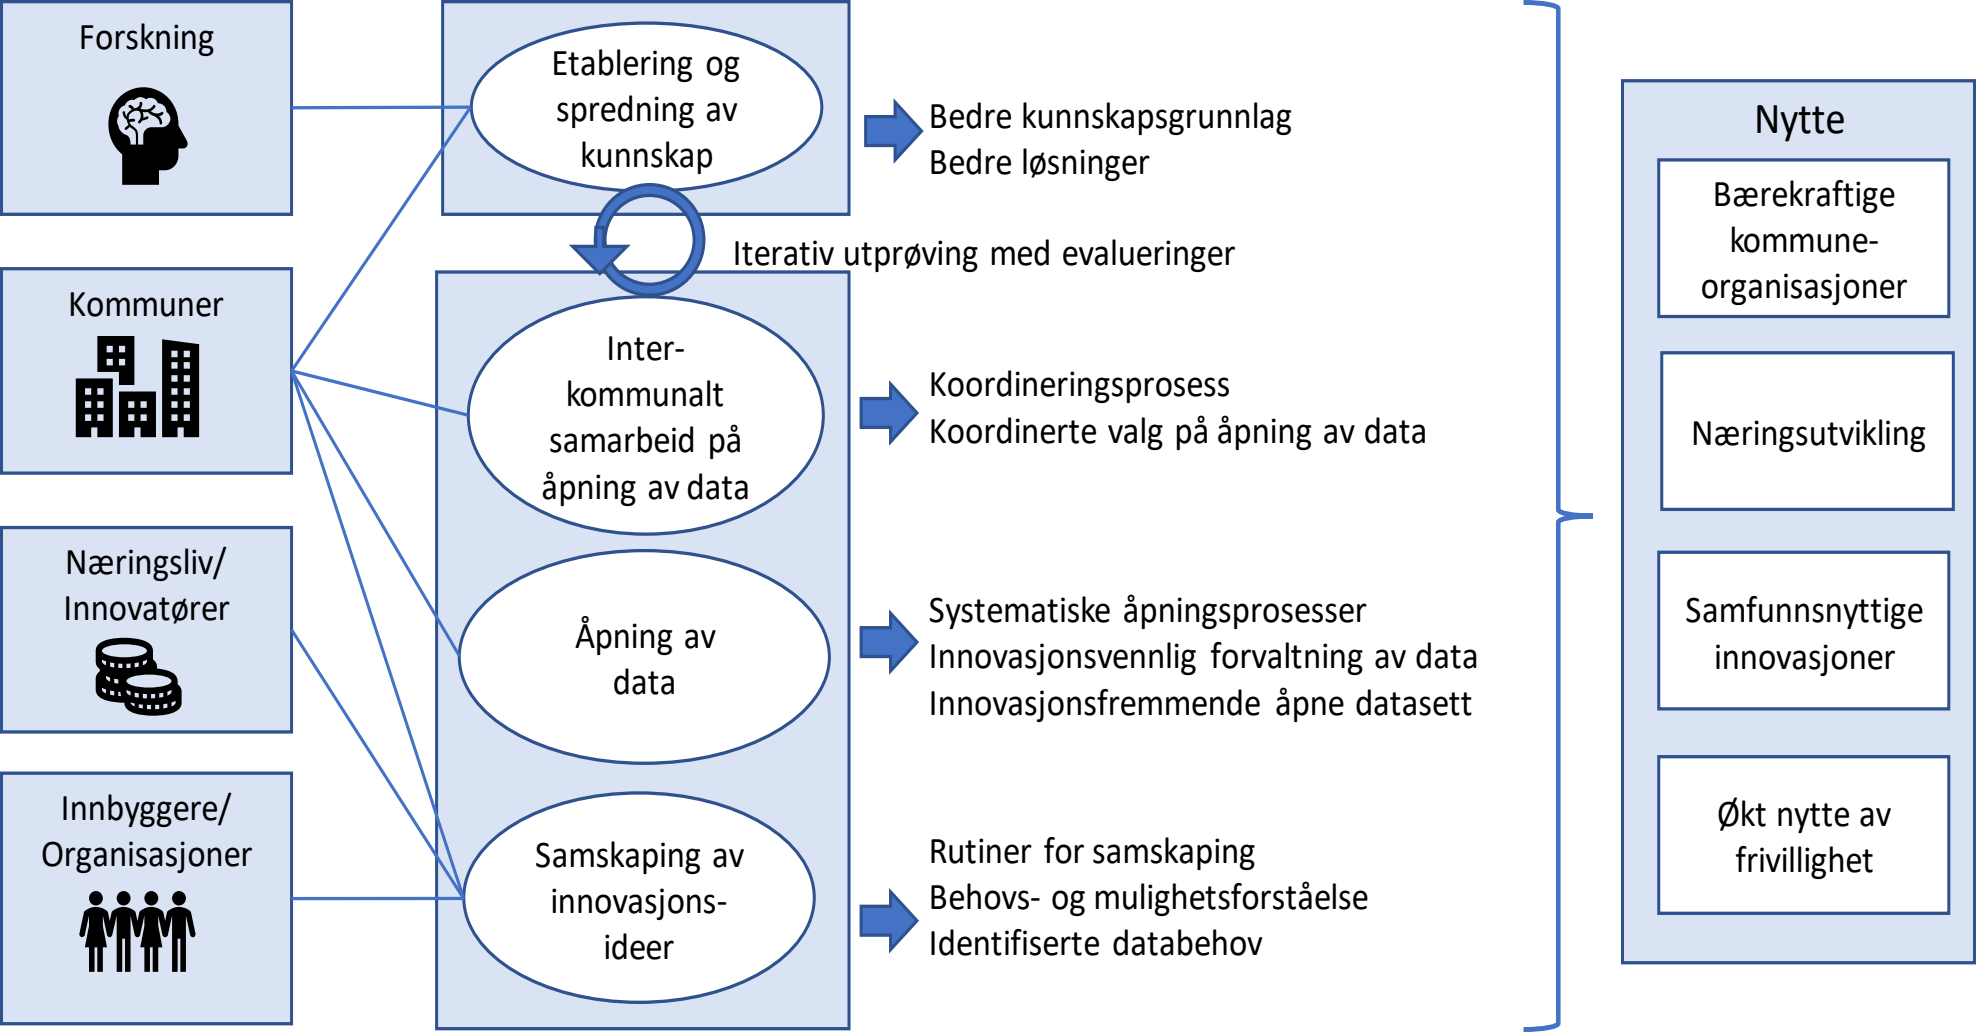 Forskning
Kommuner
Næringsliv/
Innovatører
Innbyggere/
Organisasjoner
Etablering og
spredning av
kunnskap
Iterativ utprøving med evalueringer
Inter-
kommunalt
samarbeid på
åpning av data
Åpning av
data
Samskaping av
innovasjons-
ideer
Bedre kunnskapsgrunnlag
Bedre løsninger
Koordineringsprosess
Koordinerte valg på åpning av data
Systematiske åpningsprosesser
Innovasjonsvennlig forvaltning av data
Innovasjonsfremmende åpne datasett
Rutiner for samskaping
Behovs- og mulighetsforståelse
Identifiserte databehov
Nytte
Bærekraftige
kommune-
organisasjoner
Næringsutvikling
Samfunnsnyttige
innovasjoner
Økt nytte av
frivillighet